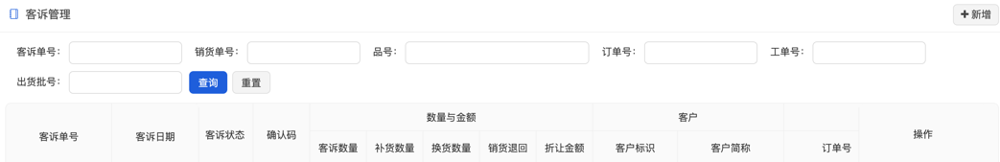 客诉管理 新增
客诉单号： 销货单号： 品号： 订单号： 工单号：
出货批号： 查询 重置
数量与金额 客户
客诉单号 客诉日期 客诉状态 确认码 操作
客诉数量 补货数量 换货数量 销货退回 折让金额 客户标识 客户简称 订单号